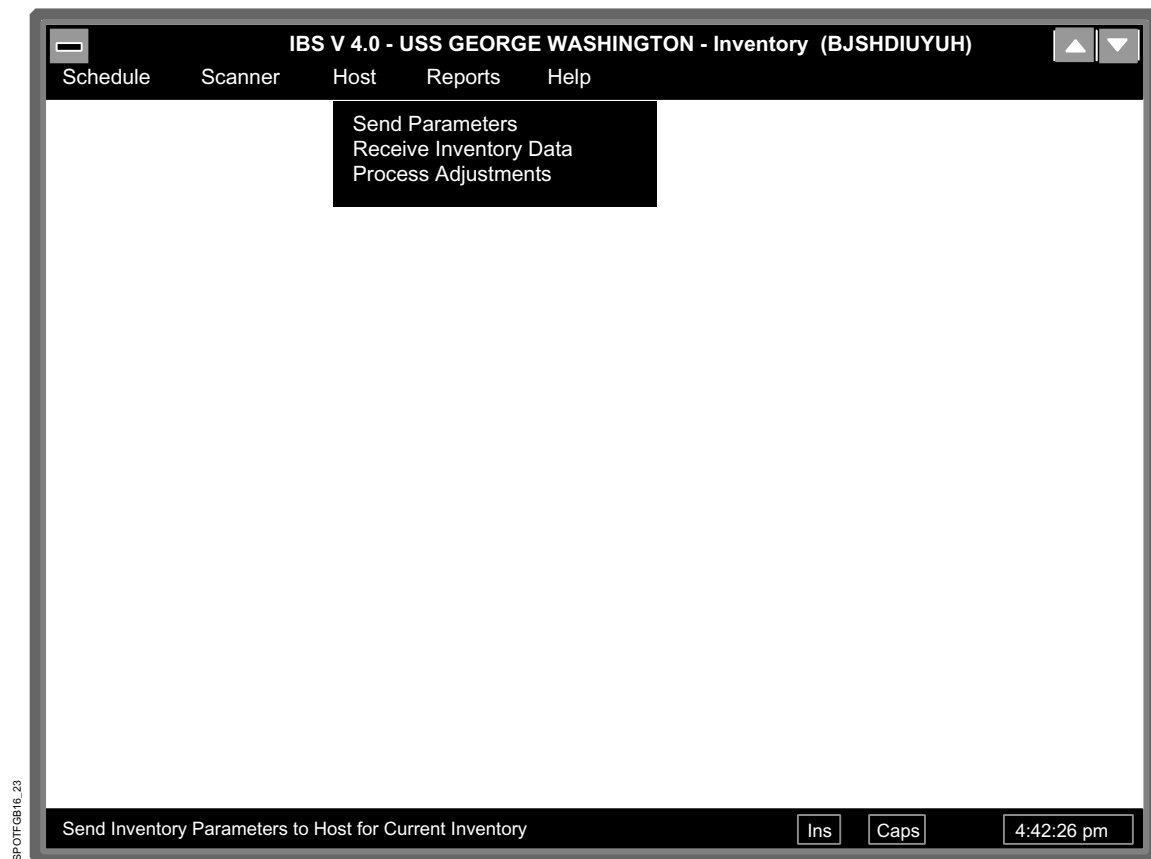 IBS V 4.0 - USS GEORGE WASHINGTON - Inventory (BJSHDIUYUH)
Schedule Scanner Host Reports Help
Send Parameters
Receive Inventory Data
Process Adjustments
Send Inventory Parameters to Host for Current Inventory Ins Caps 4:42:26 pm
SPOTFGB16_23